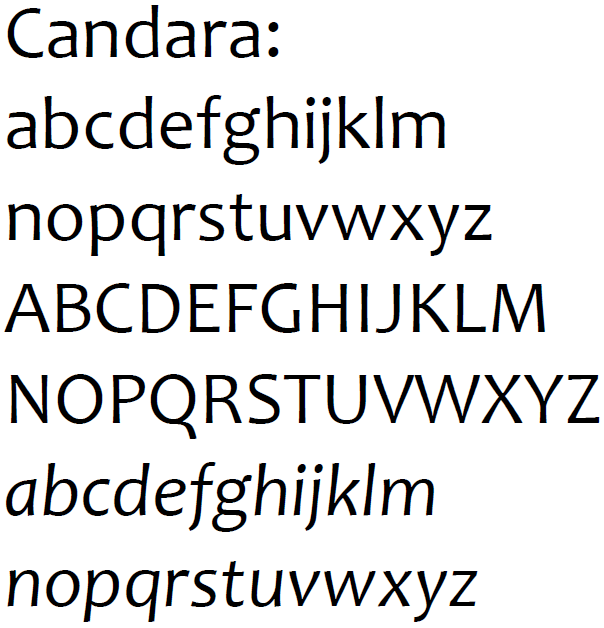 Candara:
abcdefghijklm
nopqrstuvwxyz
ABCDEFGHIJKLM
NOPQRSTUVWXYZ
abcdefghijklm
nopqrstuvwxyz